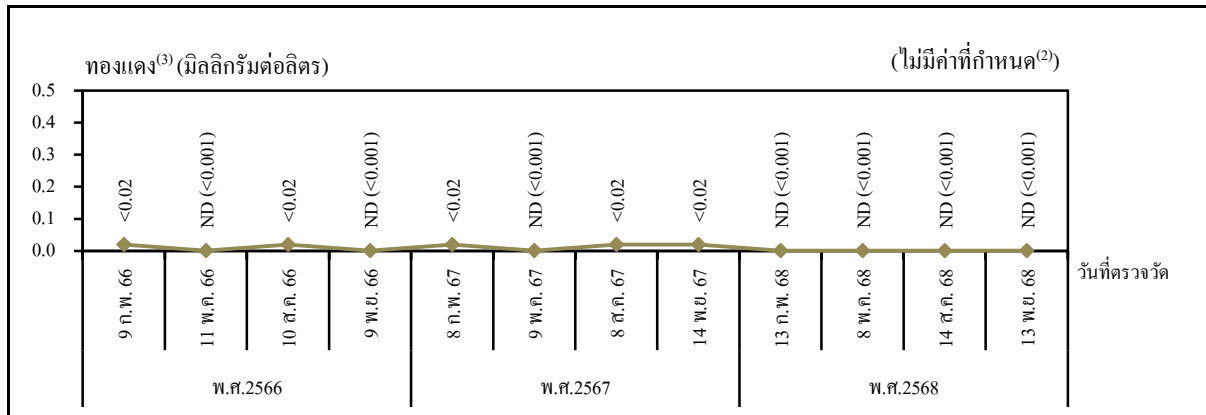 ทองแดง⁽³⁾ (มิลลิกรัมต่อลิตร)
(ไม่มีค่าที่กำหนด⁽²⁾)
0.5
0.4
0.3
0.2
0.1
0.0
<0.02
ND (<0.001)
<0.02
ND (<0.001)
<0.02
ND (<0.001)
<0.02
<0.02
ND (<0.001)
ND (<0.001)
ND (<0.001)
ND (<0.001)
วันที่ตรวจวัด
9 ก.พ. 66
11 พ.ค. 66
10 ส.ค. 66
9 พ.ย. 66
8 ก.พ. 67
9 พ.ค. 67
8 ส.ค. 67
14 พ.ย. 67
13 ก.พ. 68
8 พ.ค. 68
14 ส.ค. 68
13 พ.ย. 68
พ.ศ.2566
พ.ศ.2567
พ.ศ.2568